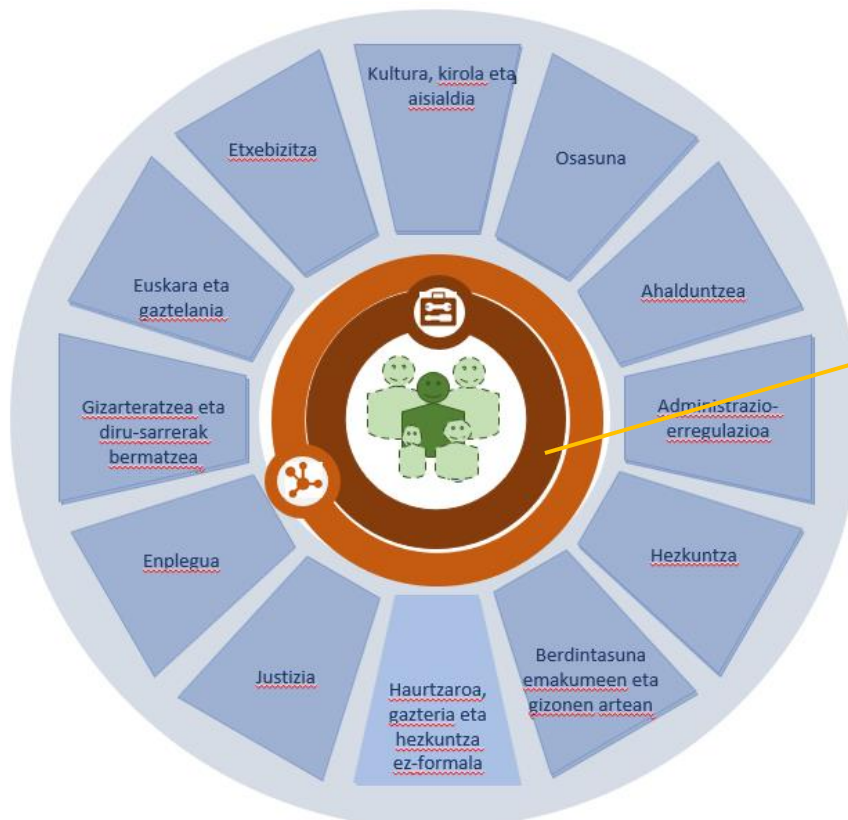 Kultura, kirola eta
aisialdia
Osasuna
Ahalduntzea
Administrazio-
erregulazioa
Hezkuntza
Berdintasuna
emakumeen eta
gizonen artean
Haurtzaroa,
gazteria eta
hezkuntza
ez-formala
Justizia
Enplegua
Gizarteratzea eta
diru-sarrerak
bermatzea
Euskara eta
gaztelania
Etxebizitza